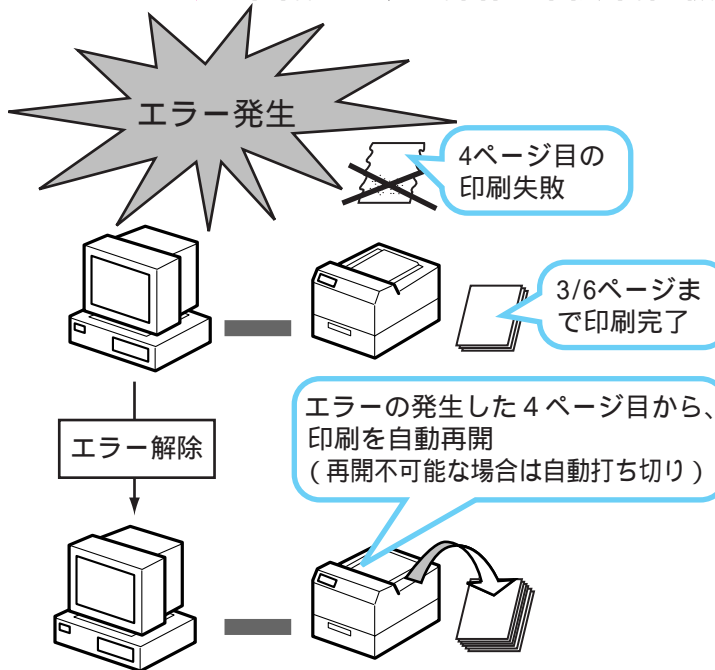 エラー発生
4ページ目の
印刷失敗
3/6ページま
で印刷完了
エラー解除
エラーの発生した４ページ目から、
印刷を自動再開
(再開不可能な場合は自動打ち切り)